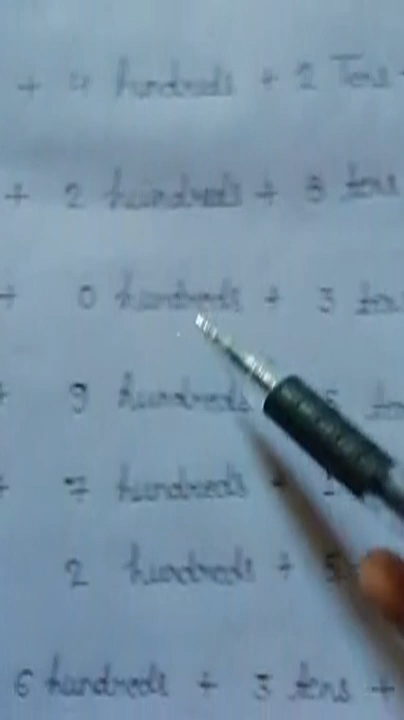 + 4 hundreds + 2 Tens
+ 2 hundreds + 3 tens
+ 0 hundreds + 3 tens
9 hundreds
7 hundreds +
2 hundreds +
6 hundreds + 3 tens +